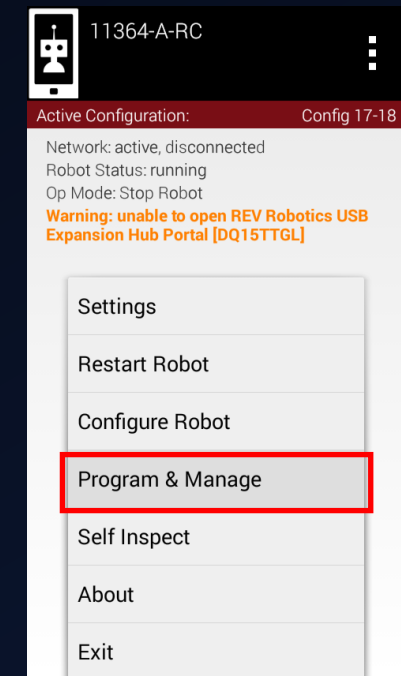 11364-A-RC
Active Configuration: Config 17-18
Network: active, disconnected
Robot Status: running
Op Mode: Stop Robot
Warning: unable to open REV Robotics USB
Expansion Hub Portal [DQ15TTGL]
Settings
Restart Robot
Configure Robot
Program & Manage
Self Inspect
About
Exit